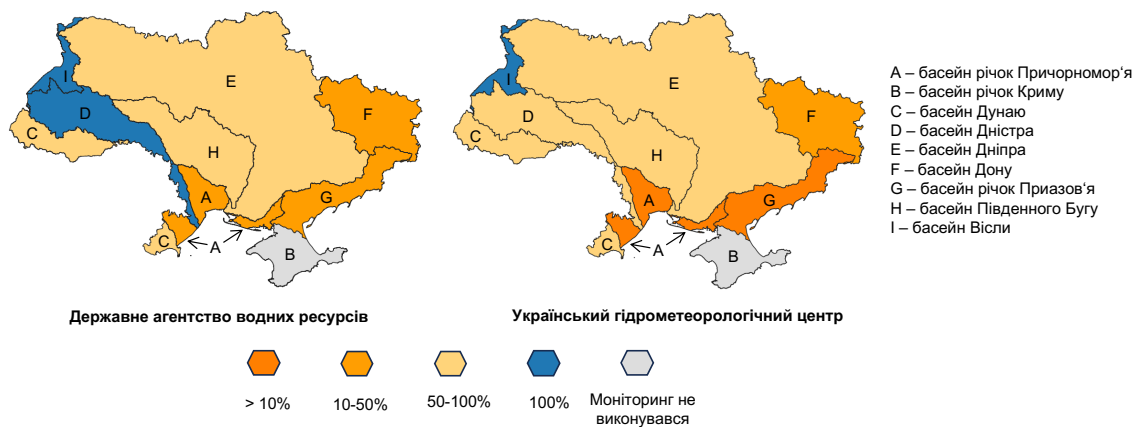 I
E
D
C
F
H
A
G
C
A
B
I
E
D
C
F
H
A
G
C
A
B
A – басейн річок Причорномор‘я
B – басейн річок Криму
C – басейн Дунаю
D – басейн Дністра
E – басейн Дніпра
F – басейн Дону
G – басейн річок Приазов‘я
H – басейн Південного Бугу
I – басейн Вісли
Державне агентство водних ресурсів
Український гідрометеорологічний центр
> 10%
10-50%
50-100%
100%
Моніторинг не
виконувався